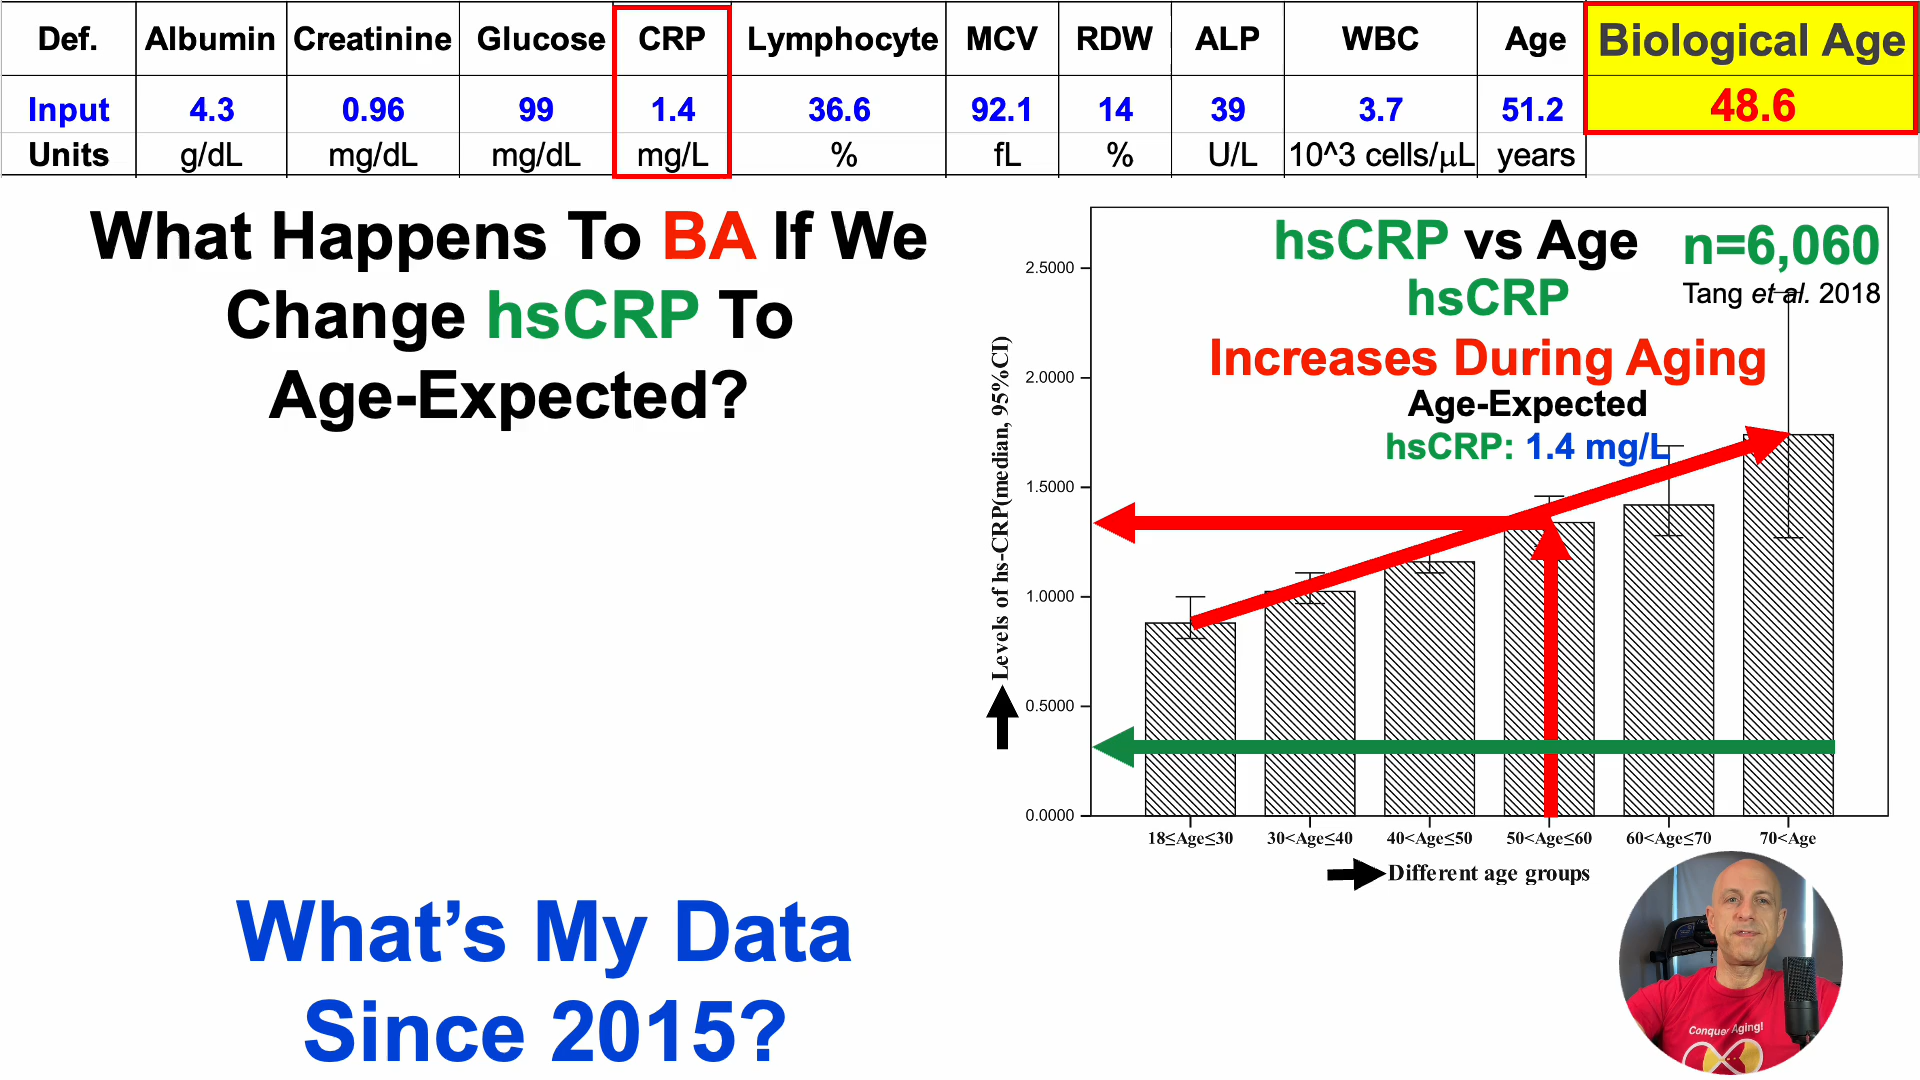 Def. Albumin Creatinine Glucose CRP Lymphocyte MCV RDW ALP WBC Age Biological Age
Input 4.3 0.96 99 1.4 36.6 92.1 14 39 3.7 51.2 48.6
Units g/dL mg/dL mg/dL mg/L % fL % U/L 10^3 cells/μL years
What Happens To BA If We
Change hsCRP To
Age-Expected?
hsCRP vs Age
n=6,060
hsCRP
Tang et al. 2018
Increases During Aging
Age-Expected
hsCRP: 1.4 mg/L
Levels of hs-CRP(median, 95%CI)
2.5000
2.0000
1.5000
1.0000
0.5000
0.0000
18≤Age≤30 30<Age≤40 40<Age≤50 50<Age≤60 60<Age≤70 70<Age
Different age groups
What's My Data
Since 2015?
Conquer Aging!